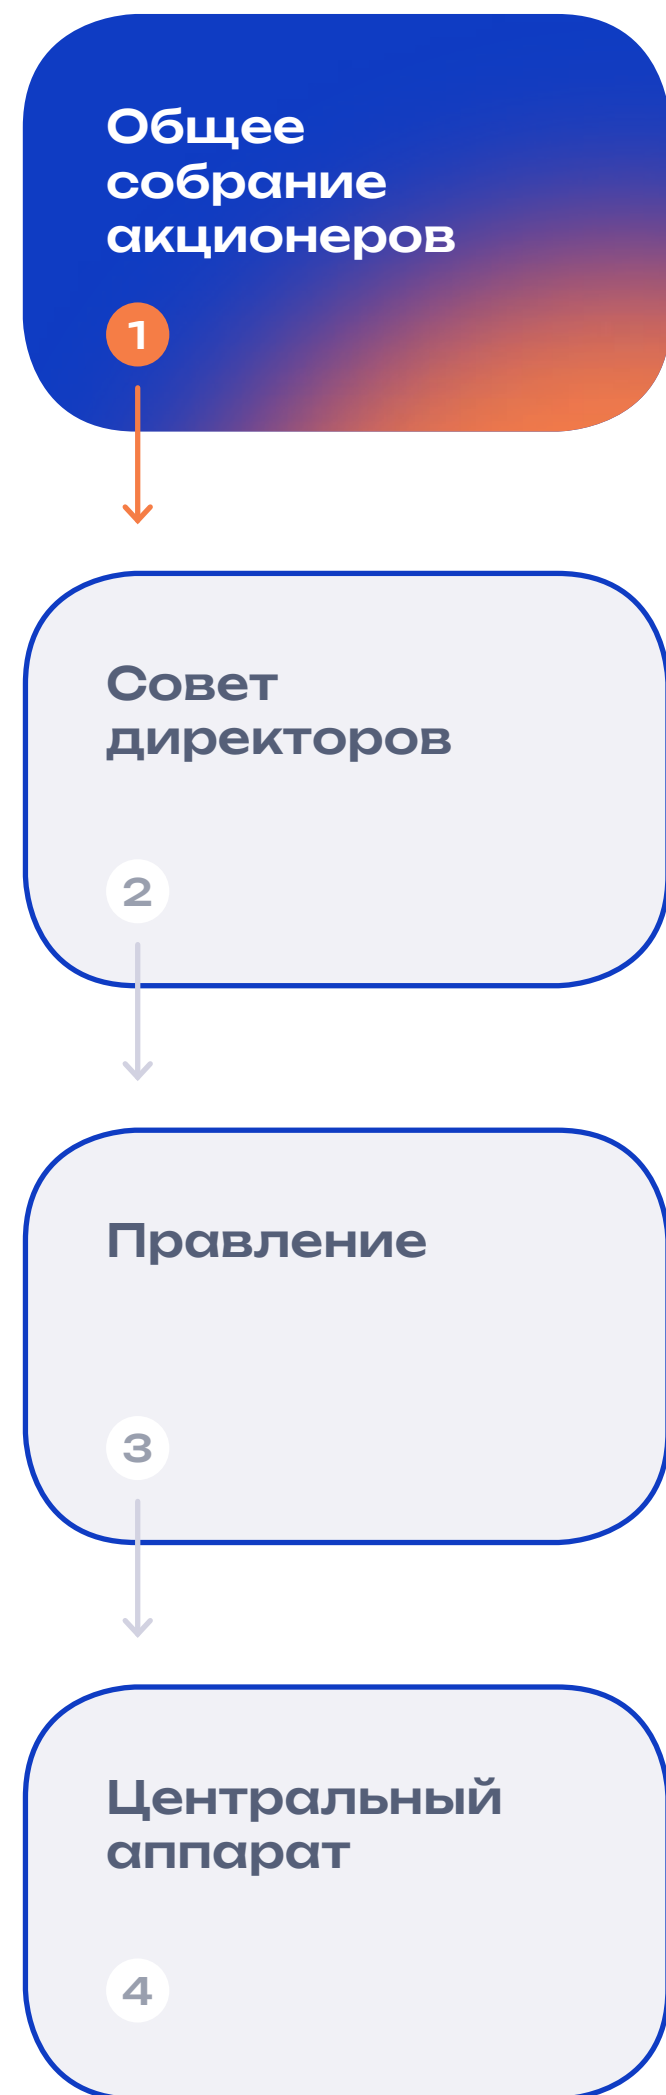 Общее
собрание
акционеров
1
Совет
директоров
2
Правление
3
Центральный
аппарат
4